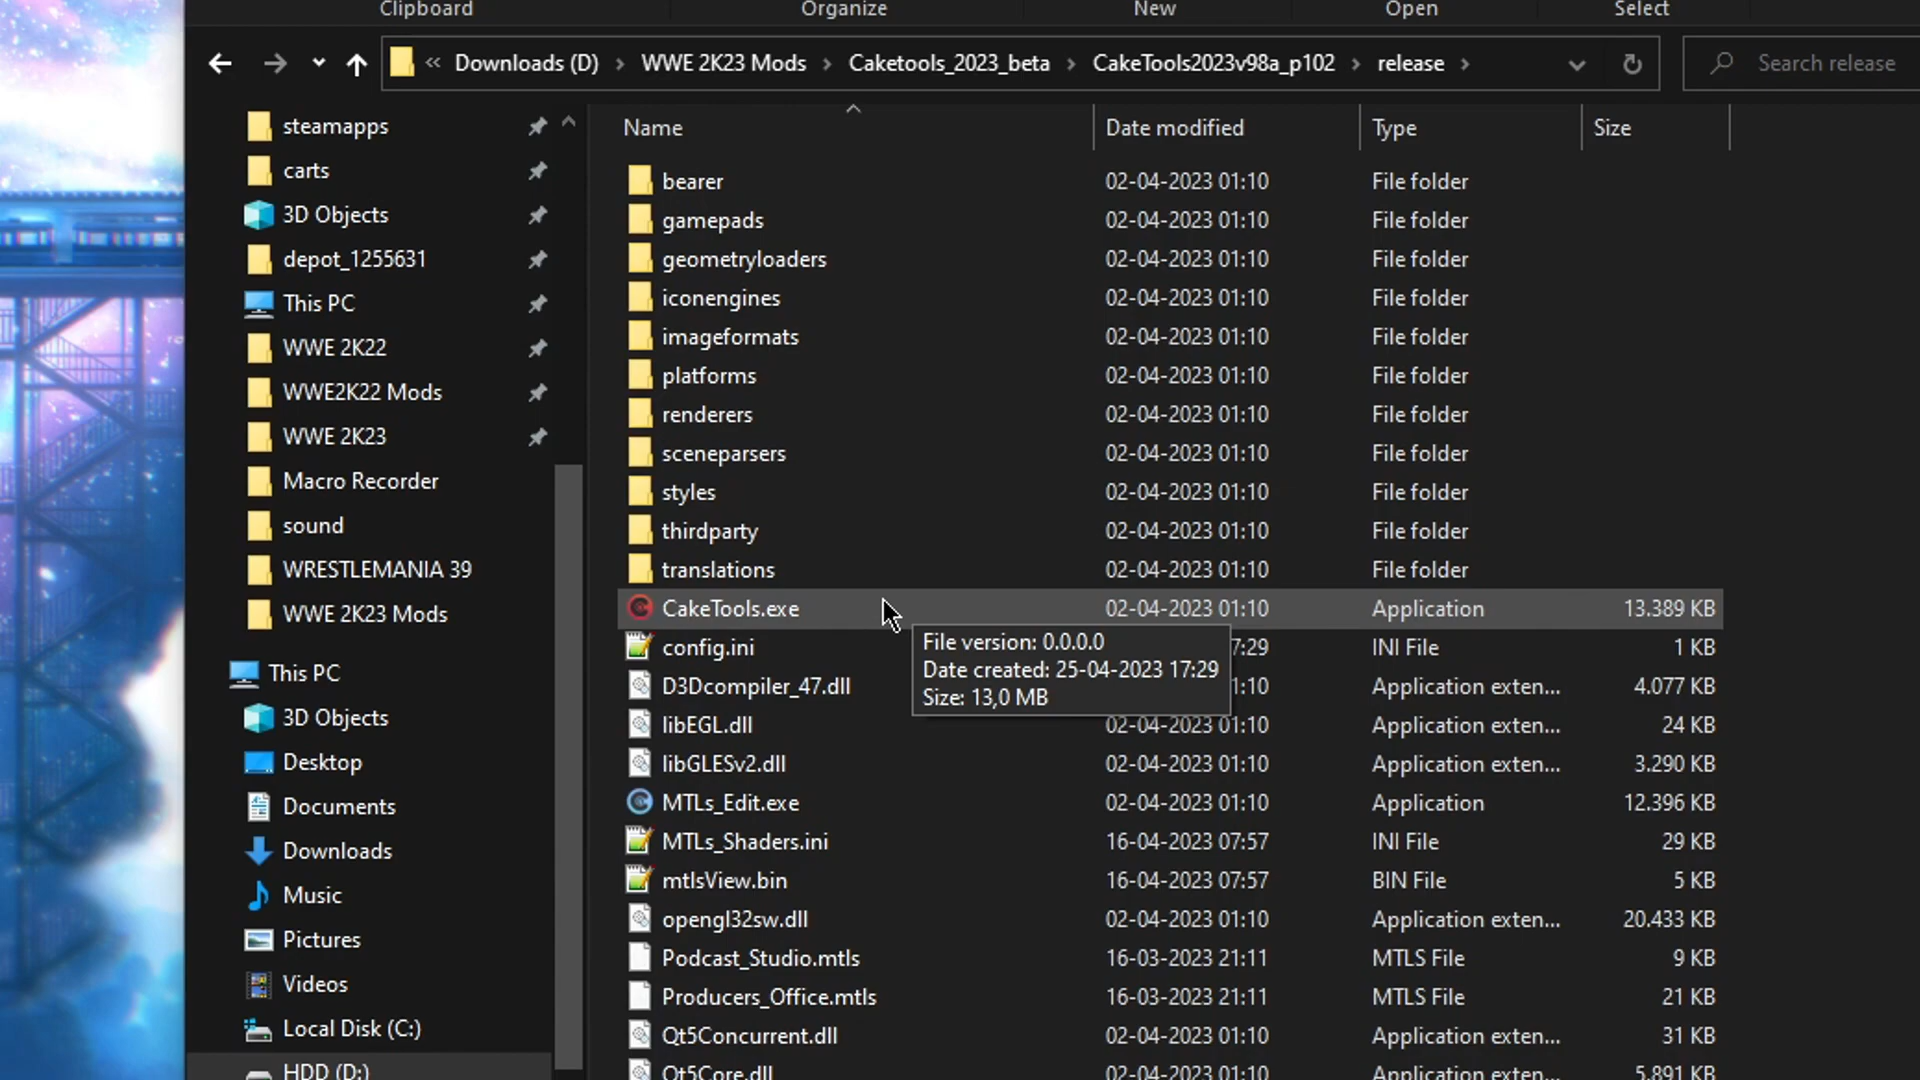 Clipboard Organize New Open Select
« Downloads (D) › WWE 2K23 Mods › Caketools_2023_beta › CakeTools2023v98a_p102 › release › Search release
Name Date modified Type Size
steamapps
carts
3D Objects
depot_1255631
This PC
WWE 2K22
WWE2K22 Mods
WWE 2K23
Macro Recorder
sound
WRESTLEMANIA 39
WWE 2K23 Mods
This PC
3D Objects
Desktop
Documents
Downloads
Music
Pictures
Videos
Local Disk (C:)
HDD (D:)
bearer 02-04-2023 01:10 File folder
gamepads 02-04-2023 01:10 File folder
geometryloaders 02-04-2023 01:10 File folder
iconengines 02-04-2023 01:10 File folder
imageformats 02-04-2023 01:10 File folder
platforms 02-04-2023 01:10 File folder
renderers 02-04-2023 01:10 File folder
sceneparsers 02-04-2023 01:10 File folder
styles 02-04-2023 01:10 File folder
thirdparty 02-04-2023 01:10 File folder
translations 02-04-2023 01:10 File folder
CakeTools.exe 02-04-2023 01:10 Application 13.389 KB
config.ini 7:29 INI File 1 KB
D3Dcompiler_47.dll :10 Application exten... 4.077 KB
libEGL.dll 02-04-2023 01:10 Application exten... 24 KB
libGLESv2.dll 02-04-2023 01:10 Application exten... 3.290 KB
MTLs_Edit.exe 02-04-2023 01:10 Application 12.396 KB
MTLs_Shaders.ini 16-04-2023 07:57 INI File 29 KB
mtlsView.bin 16-04-2023 07:57 BIN File 5 KB
opengl32sw.dll 02-04-2023 01:10 Application exten... 20.433 KB
Podcast_Studio.mtls 16-03-2023 21:11 MTLS File 9 KB
Producers_Office.mtls 16-03-2023 21:11 MTLS File 21 KB
Qt5Concurrent.dll 02-04-2023 01:10 Application exten... 31 KB
Qt5Core.dll 02-04-2023 01:10 Application exten... 5.891 KB
File version: 0.0.0.0
Date created: 25-04-2023 17:29
Size: 13,0 MB